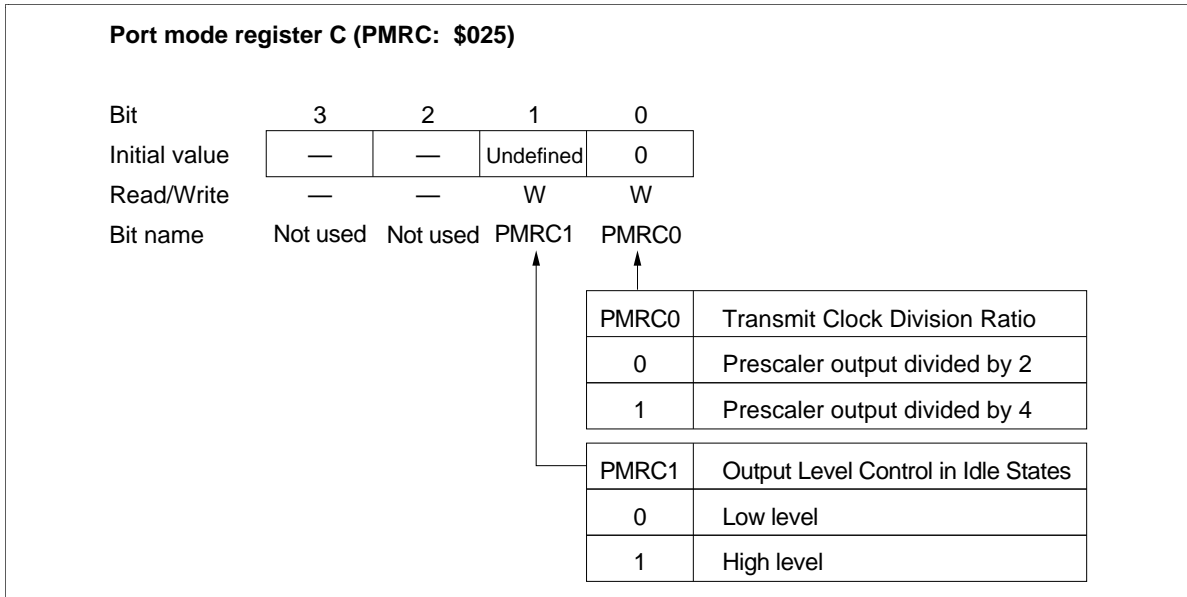 Port mode register C (PMRC: $025)
Bit 3 2 1 0
Initial value — — Undefined 0
Read/Write — — W W
Bit name Not used Not used PMRC1 PMRC0
PMRC0 Transmit Clock Division Ratio
0 Prescaler output divided by 2
1 Prescaler output divided by 4
PMRC1 Output Level Control in Idle States
0 Low level
1 High level